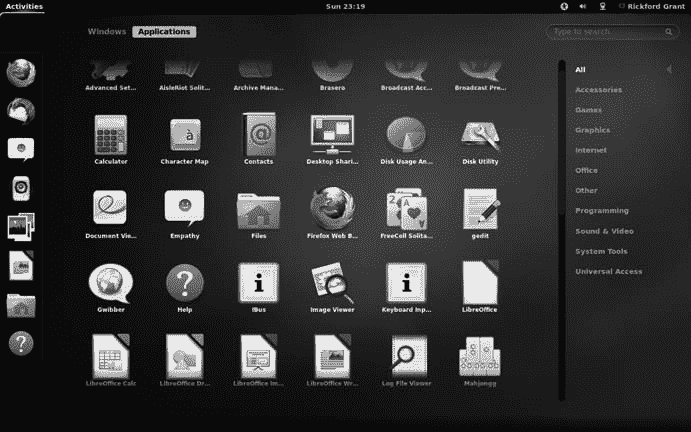 Activities
Sun 23:19
Rickford Grant
Windows
Applications
Type to search...
Advanced Set...
AisleRiot Solit...
Archive Mana...
Brasero
Broadcast Acc...
Broadcast Pre...
Calculator
Character Map
Contacts
Desktop Shari...
Disk Usage An...
Disk Utility
Document Vie...
Empathy
Files
Firefox Web B...
FreeCell Solita...
gedit
Gwibber
Help
IBus
Image Viewer
Keyboard Inp...
LibreOffice
LibreOffice Calc
LibreOffice Dr...
LibreOffice Im...
LibreOffice Wr...
Log File Viewer
Mahjongg
All
Accessories
Games
Graphics
Internet
Office
Other
Programming
Sound & Video
System Tools
Universal Access